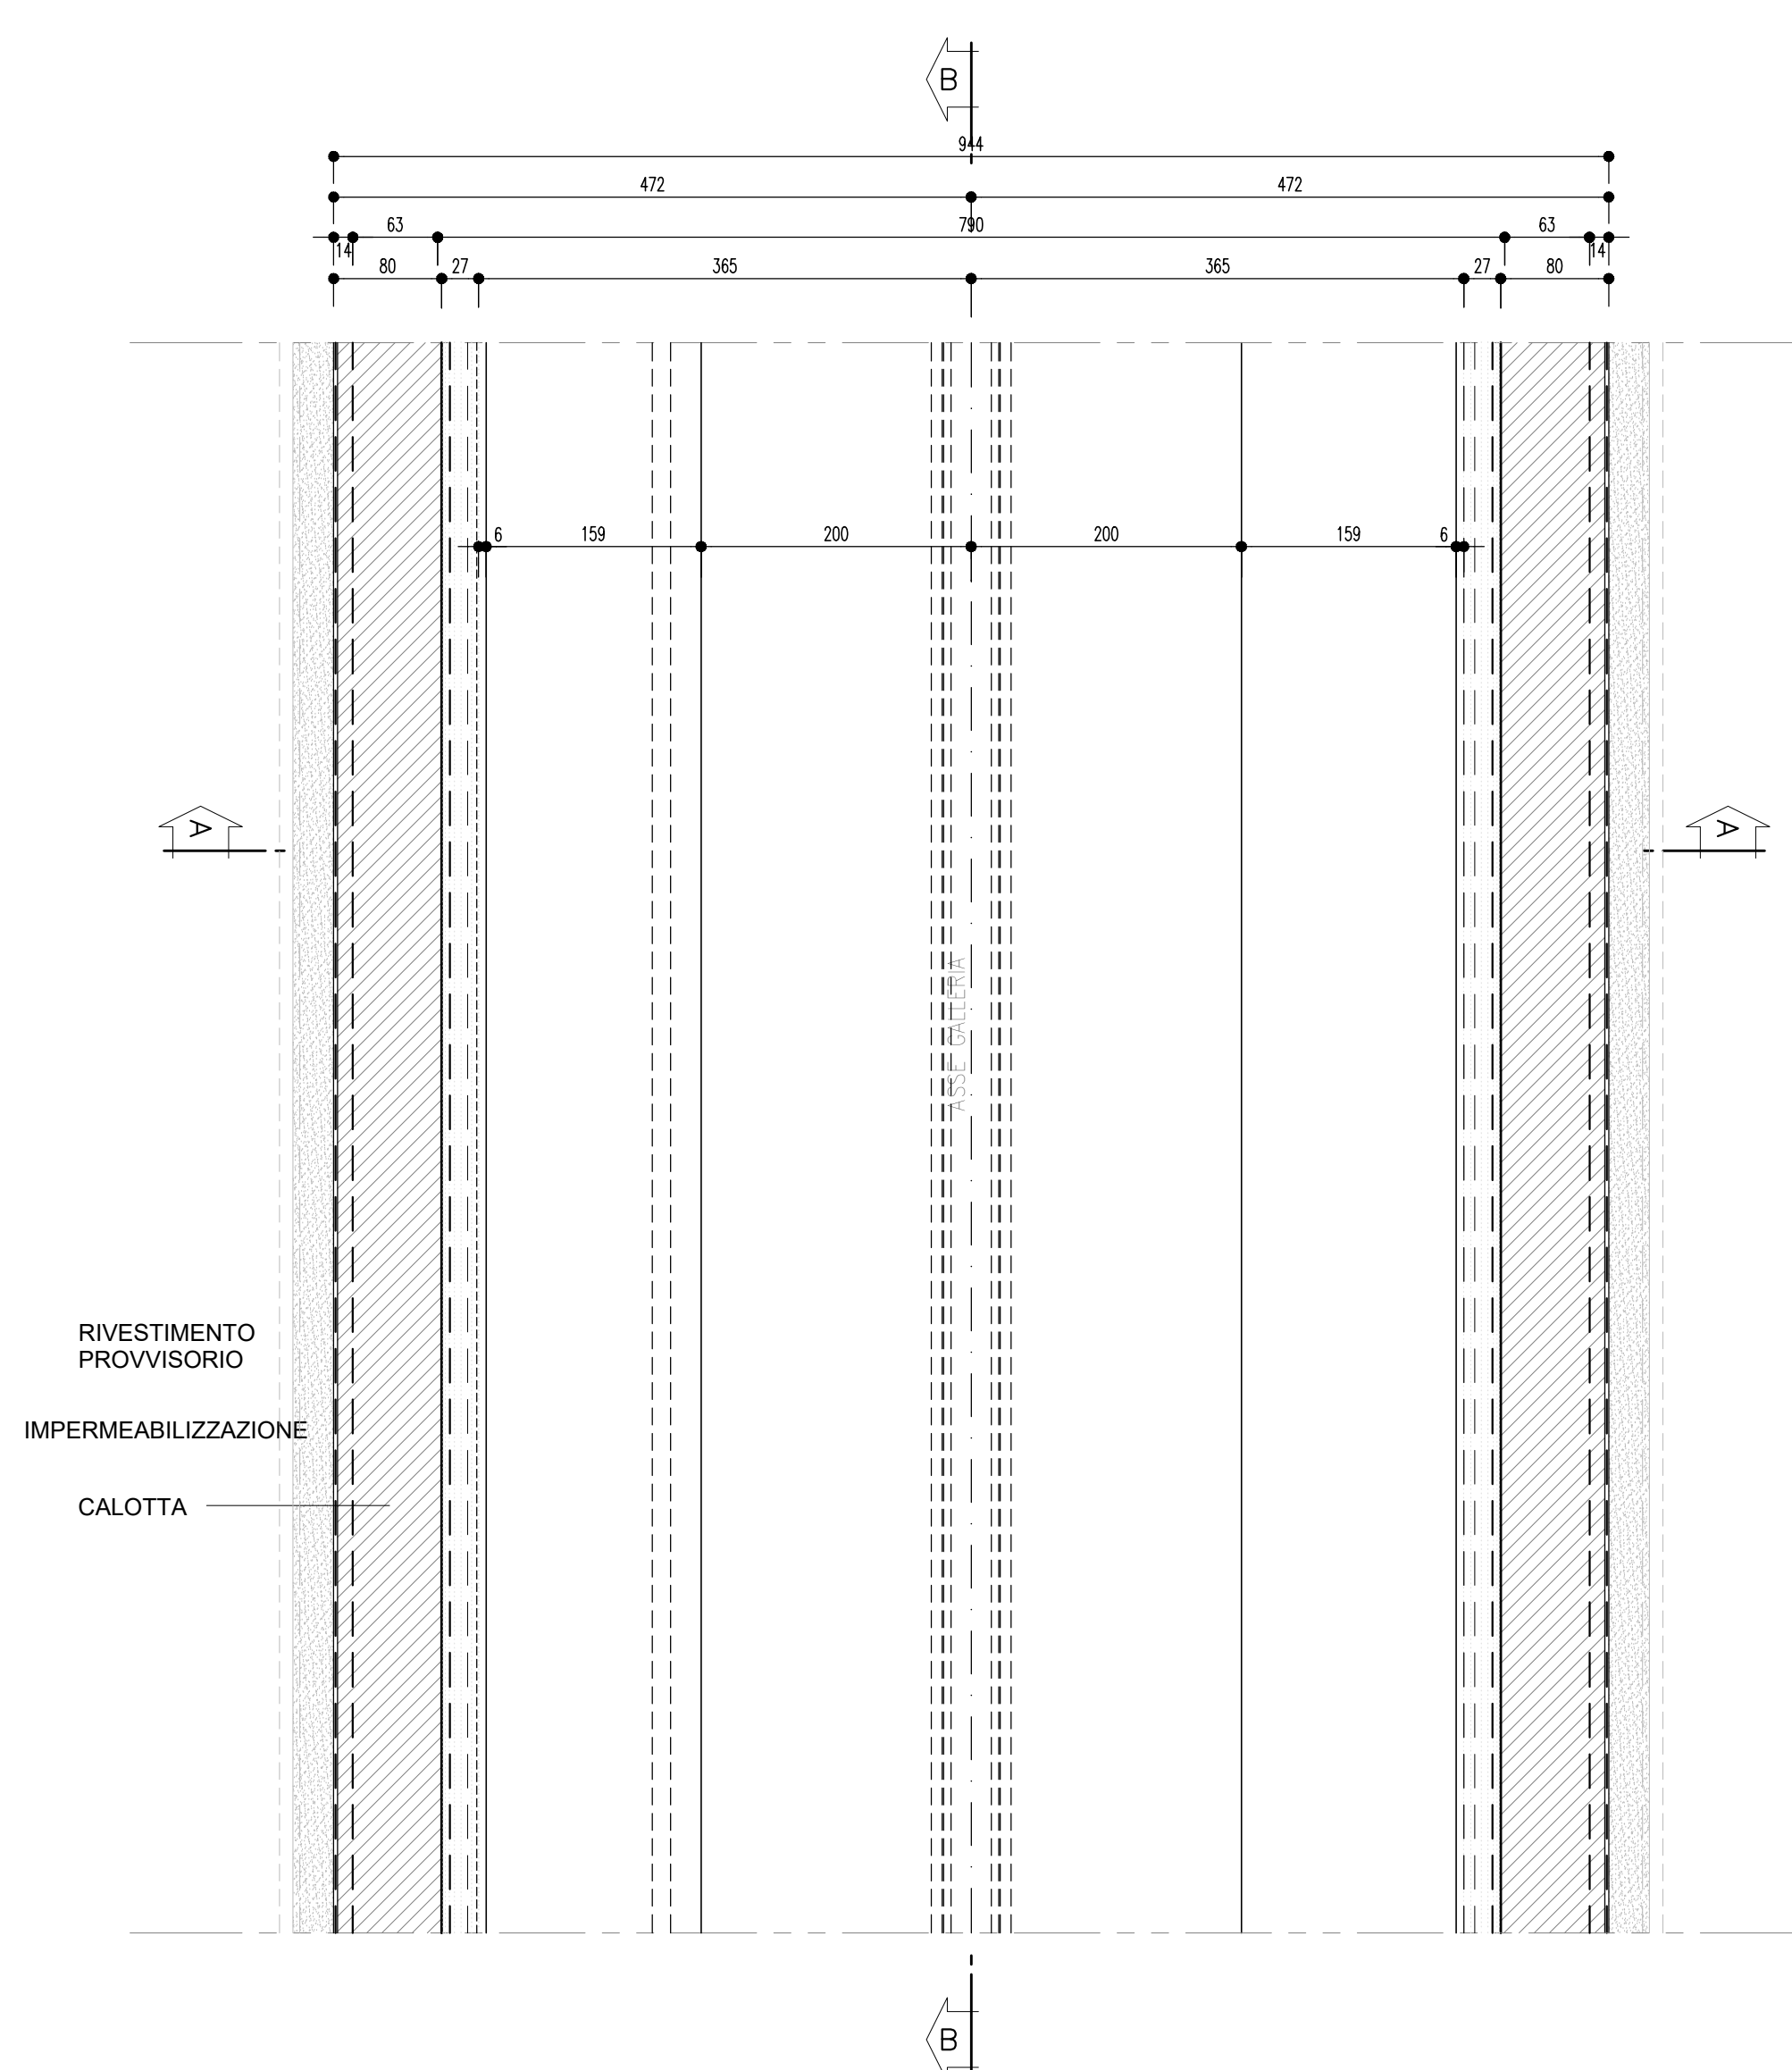 B
944
472 472
63 790 63
14 14
80 27 365 365 27 80
6 159 200 200 159 6
A A
ASSE GALLERIA
RIVESTIMENTO
PROVVISORIO
IMPERMEABILIZZAZIONE
CALOTTA
B